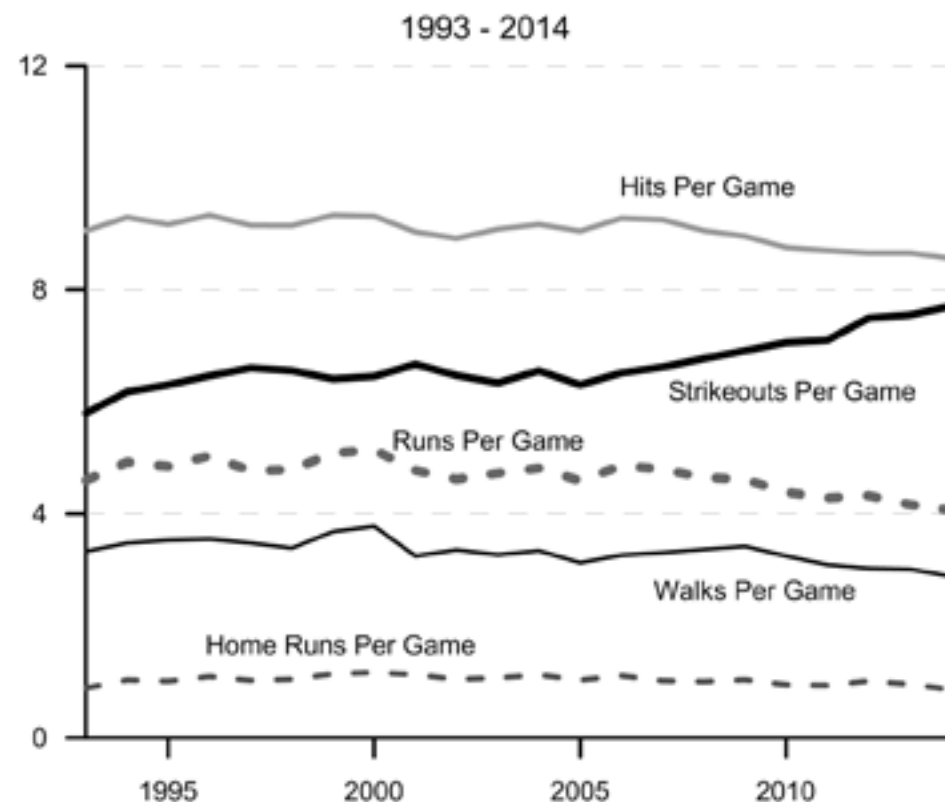 1993 - 2014
12
Hits Per Game
8
Strikeouts Per Game
Runs Per Game
4
Walks Per Game
Home Runs Per Game
0
1995 2000 2005 2010